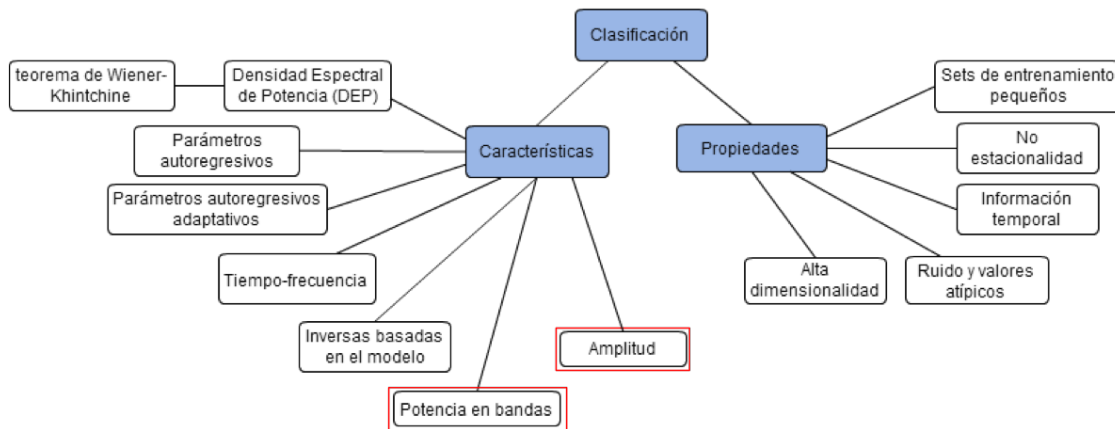 Clasificación
teorema de Wiener-
Khintchine
Densidad Espectral
de Potencia (DEP)
Sets de entrenamiento
pequeños
Parámetros
autoregresivos
Características
Propiedades
No
estacionalidad
Parámetros autoregresivos
adaptativos
Información
temporal
Tiempo-frecuencia
Alta
dimensionalidad
Ruido y valores
atípicos
Inversas basadas
en el modelo
Amplitud
Potencia en bandas